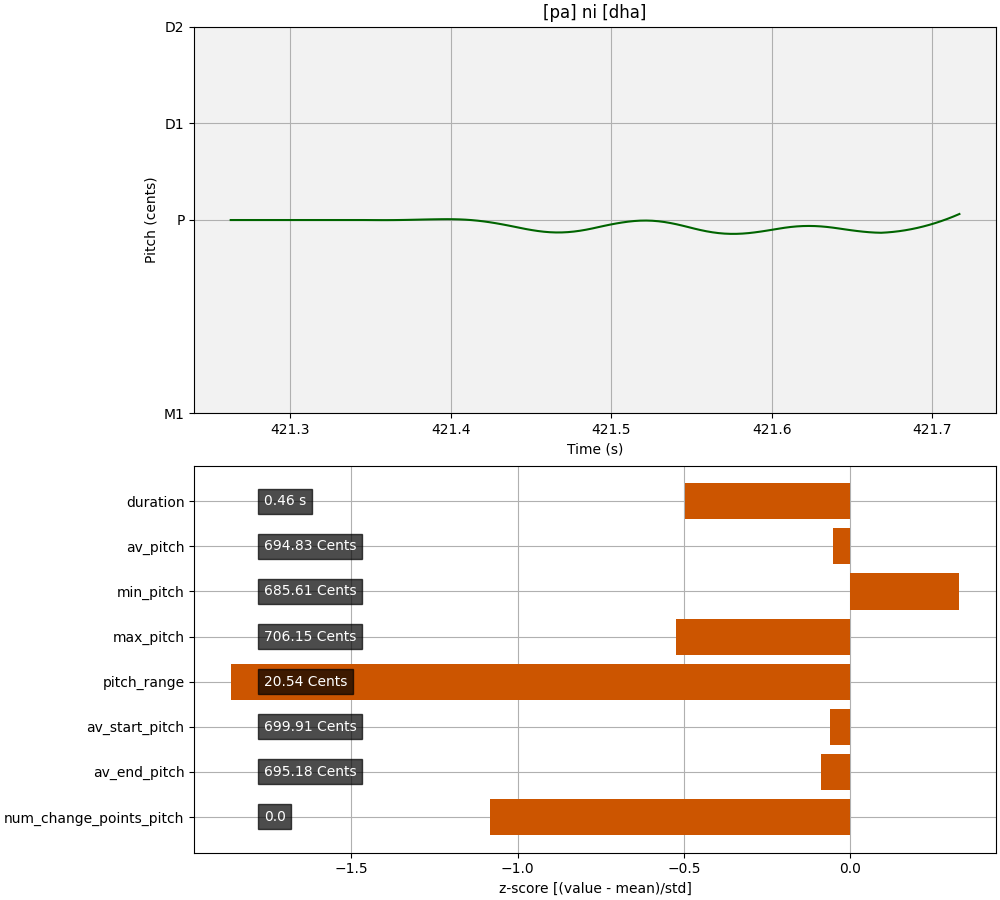 [pa] ni [dha]
D2
D1
P
M1
Pitch (cents)
421.3 421.4 421.5 421.6 421.7
Time (s)
duration 0.46 s
av_pitch 694.83 Cents
min_pitch 685.61 Cents
max_pitch 706.15 Cents
pitch_range 20.54 Cents
av_start_pitch 699.91 Cents
av_end_pitch 695.18 Cents
num_change_points_pitch 0.0
−1.5 −1.0 −0.5 0.0
z-score [(value - mean)/std]